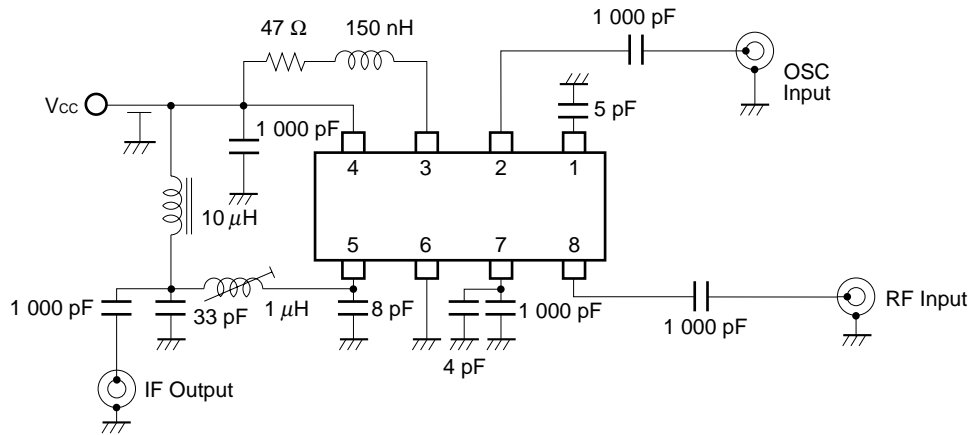 47 Ω
150 nH
1 000 pF
OSC
Input
VCC
1 000 pF
5 pF
4
3
2
1
10 µH
5
6
7
8
1 000 pF
33 pF
1 µH
8 pF
1 000 pF
4 pF
1 000 pF
RF Input
IF Output